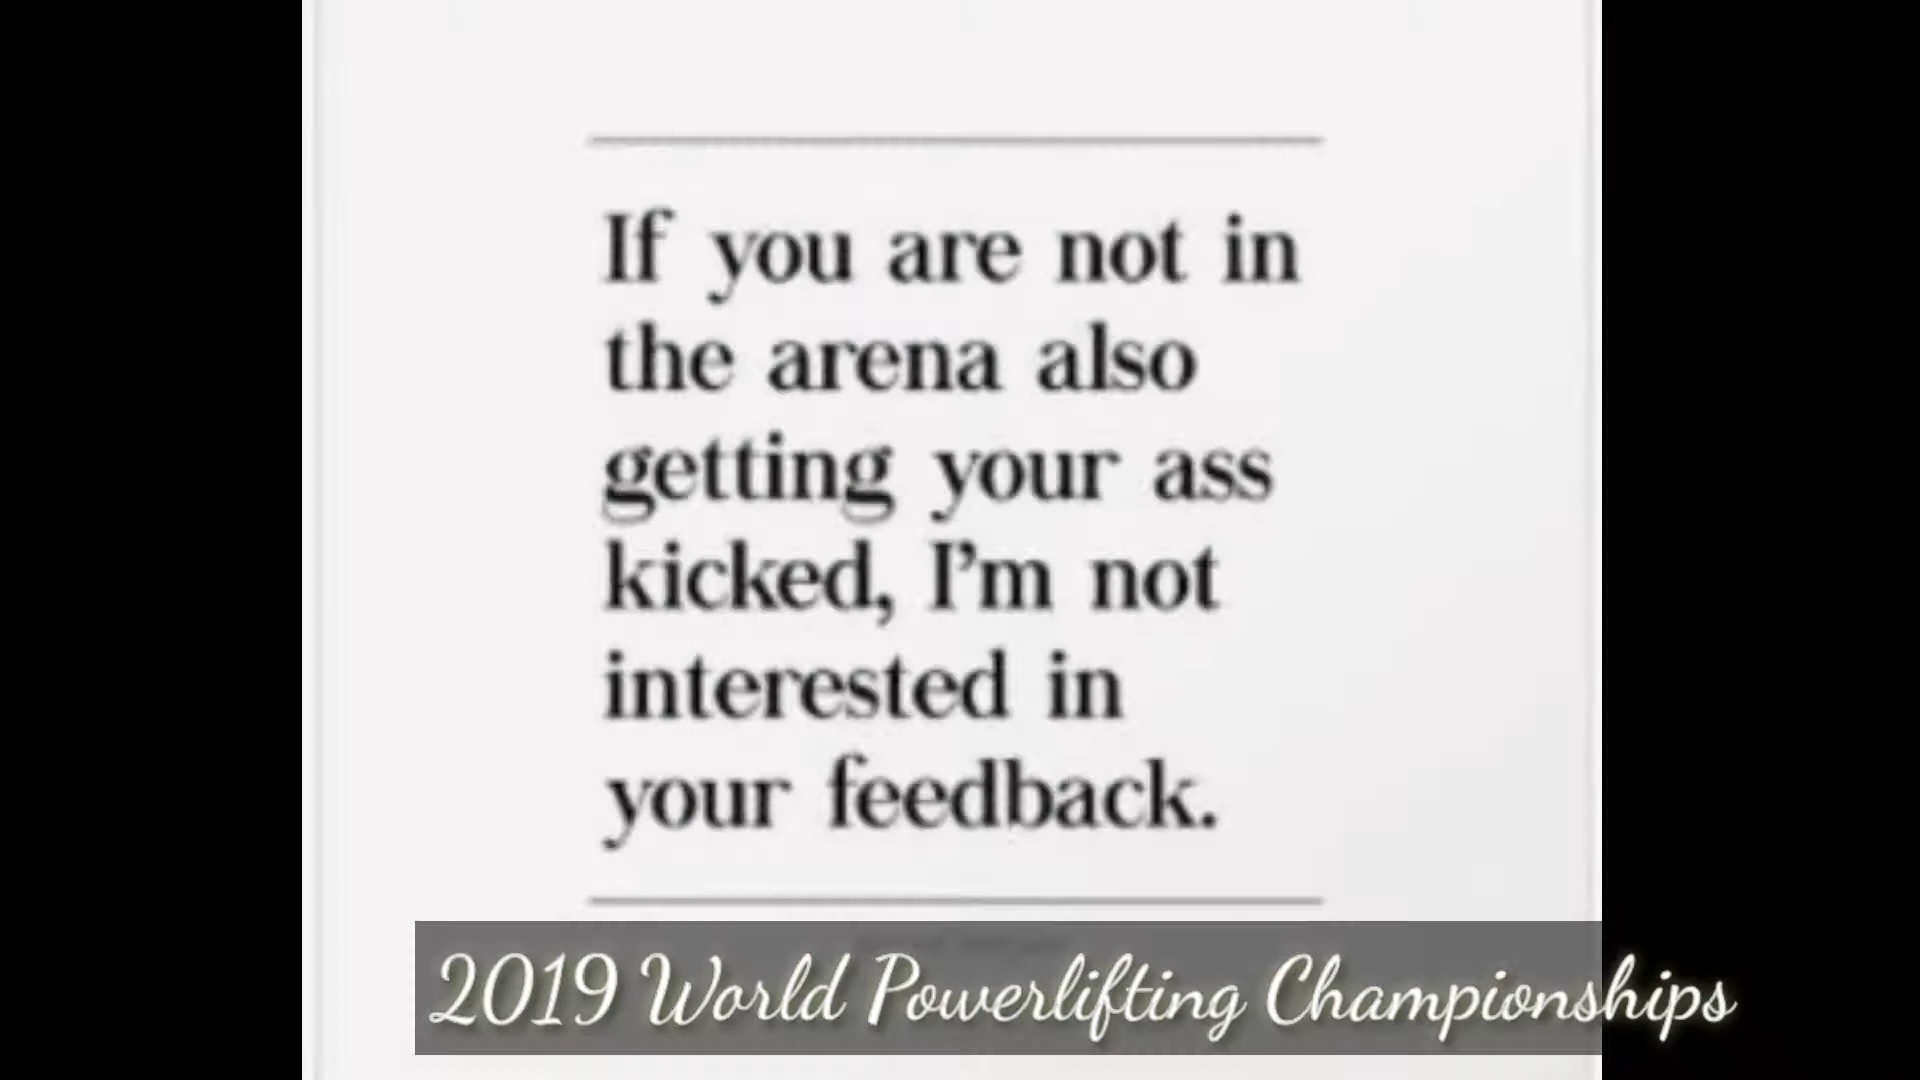 If you are not in
the arena also
getting your ass
kicked, I'm not
interested in
your feedback.
2019 World Powerlifting Championships